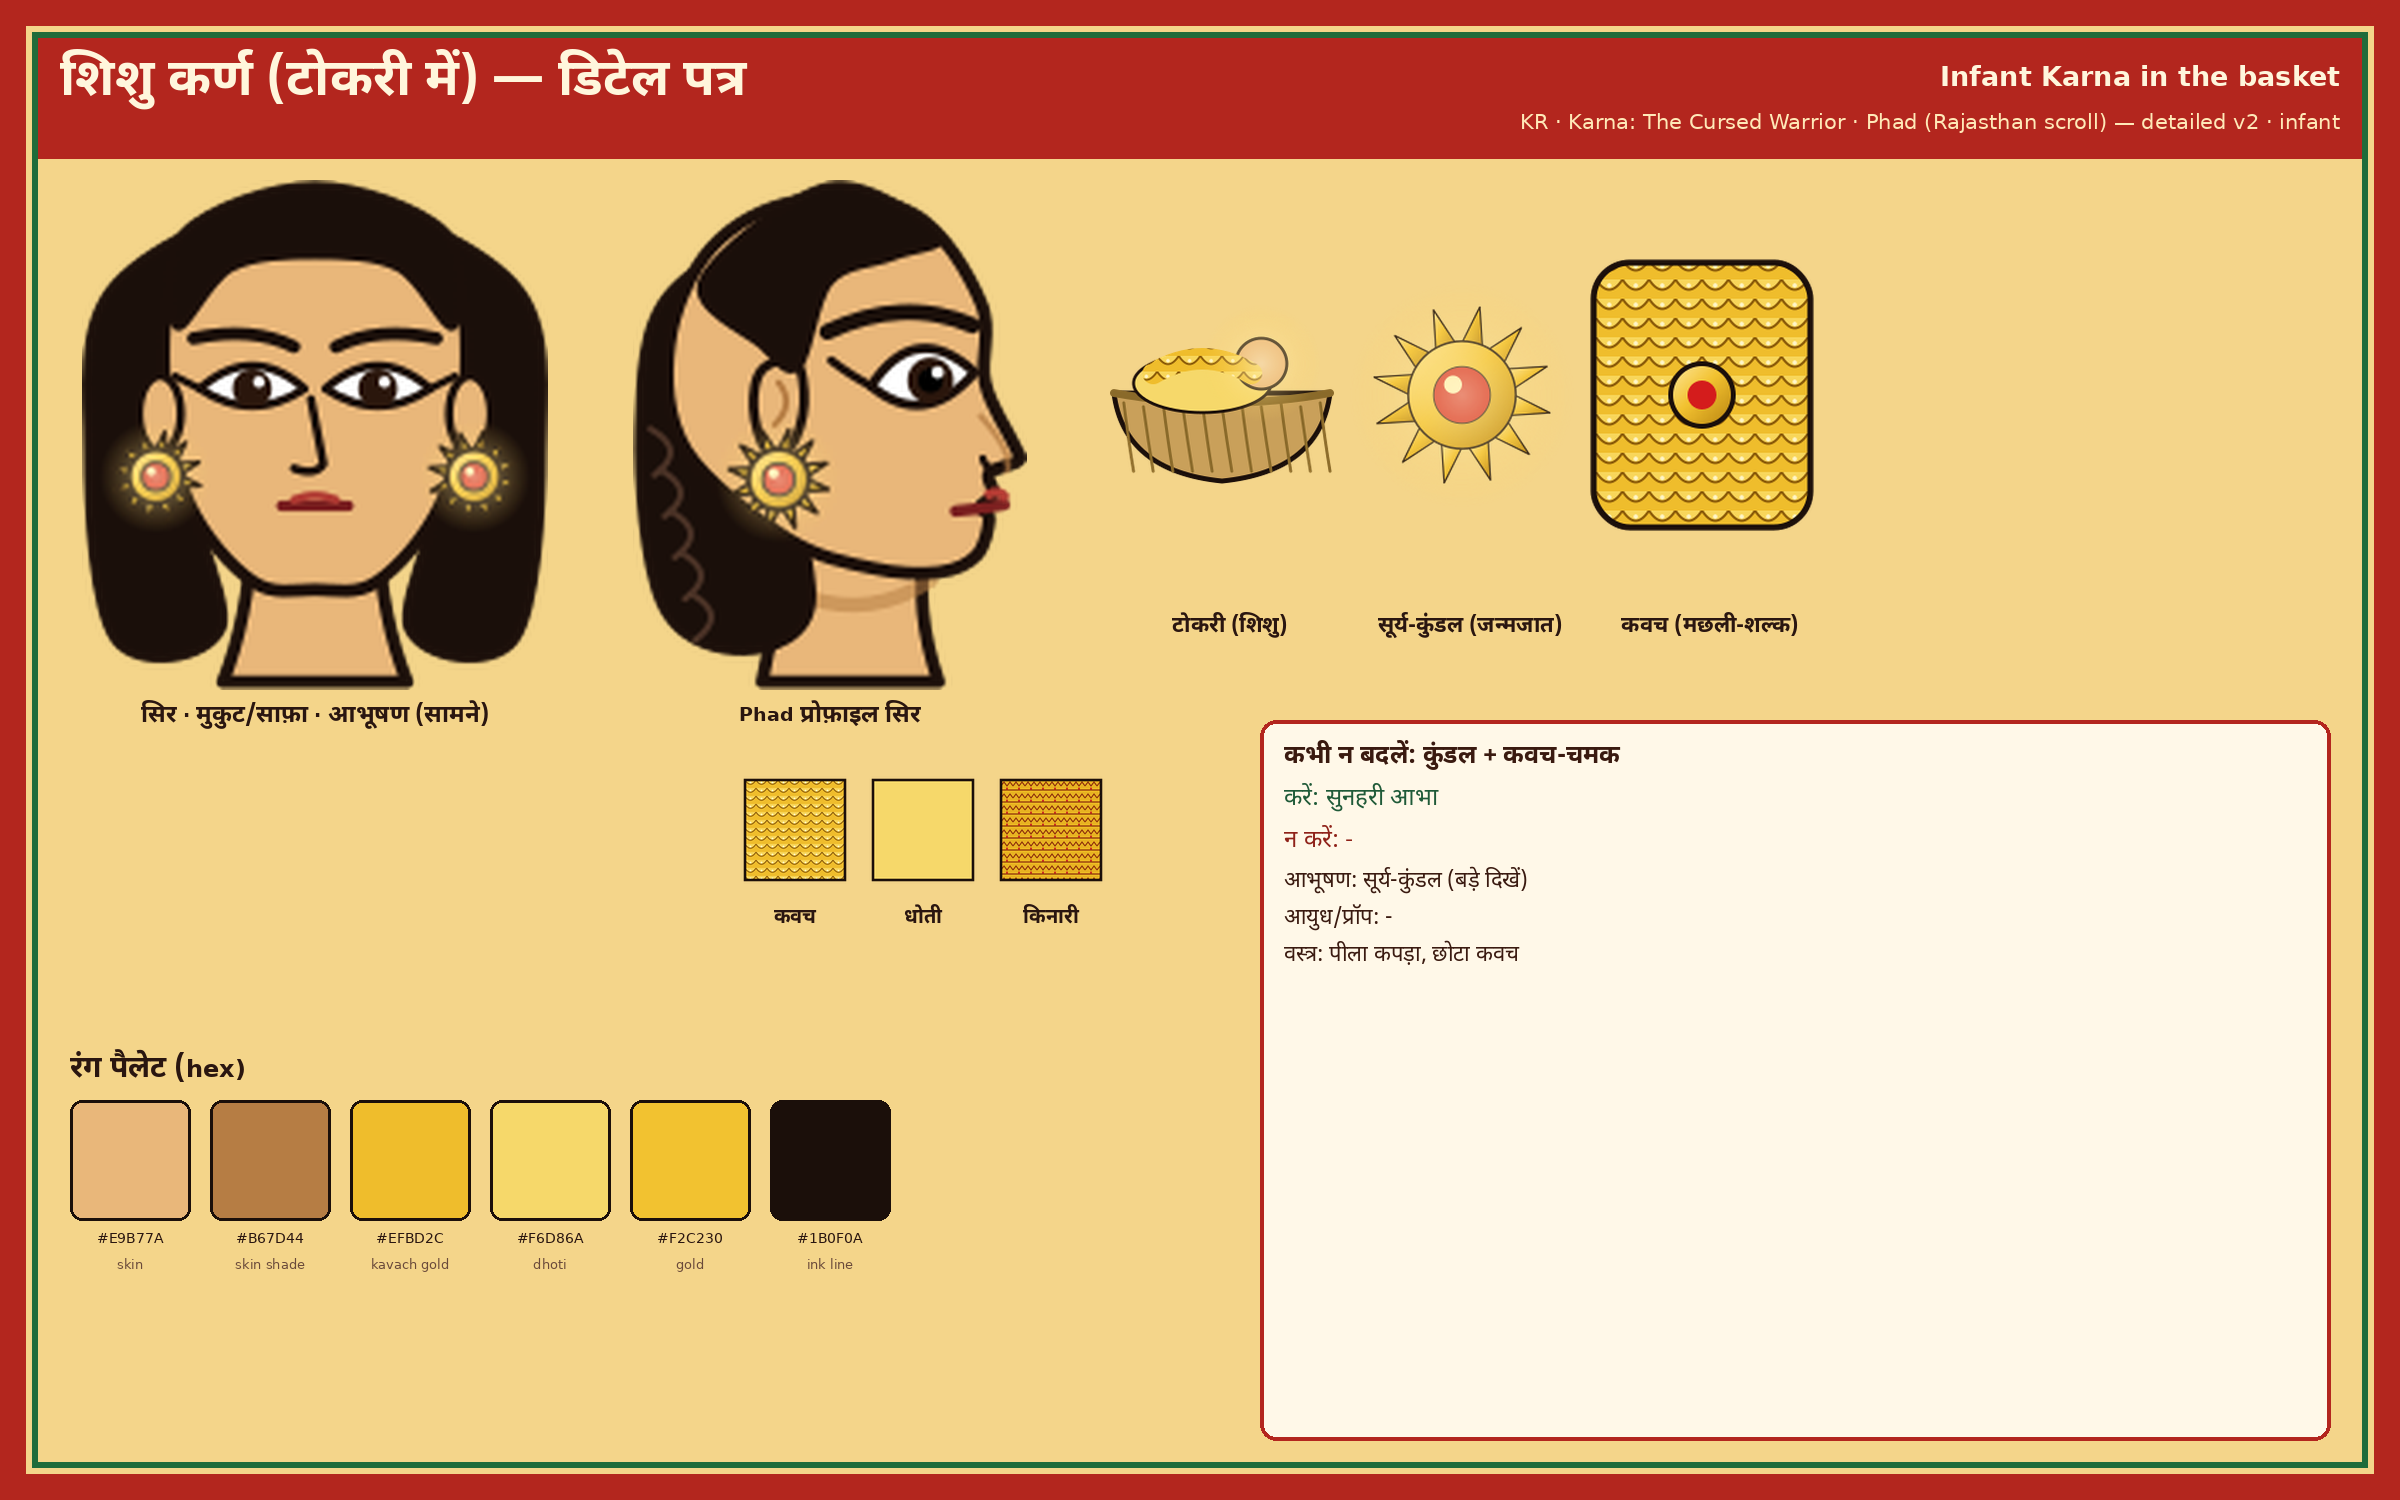 शिशु कर्ण (टोकरी में) — डिटेल पत्र
Infant Karna in the basket
KR · Karna: The Cursed Warrior · Phad (Rajasthan scroll) — detailed v2 · infant
टोकरी (शिशु)
सूर्य-कुंडल (जन्मजात)
कवच (मछली-शल्क)
सिर · मुकुट/साफ़ा · आभूषण (सामने)
Phad प्रोफ़ाइल सिर
कभी न बदलें: कुंडल + कवच-चमक
करें: सुनहरी आभा
न करें: -
आभूषण: सूर्य-कुंडल (बड़े दिखें)
आयुध/प्रॉप: -
वस्त्र: पीला कपड़ा, छोटा कवच
कवच
धोती
किनारी
रंग पैलेट (hex)
#E9B77A
#B67D44
#EFBD2C
#F6D86A
#F2C230
#1B0F0A
skin
skin shade
kavach gold
dhoti
gold
ink line